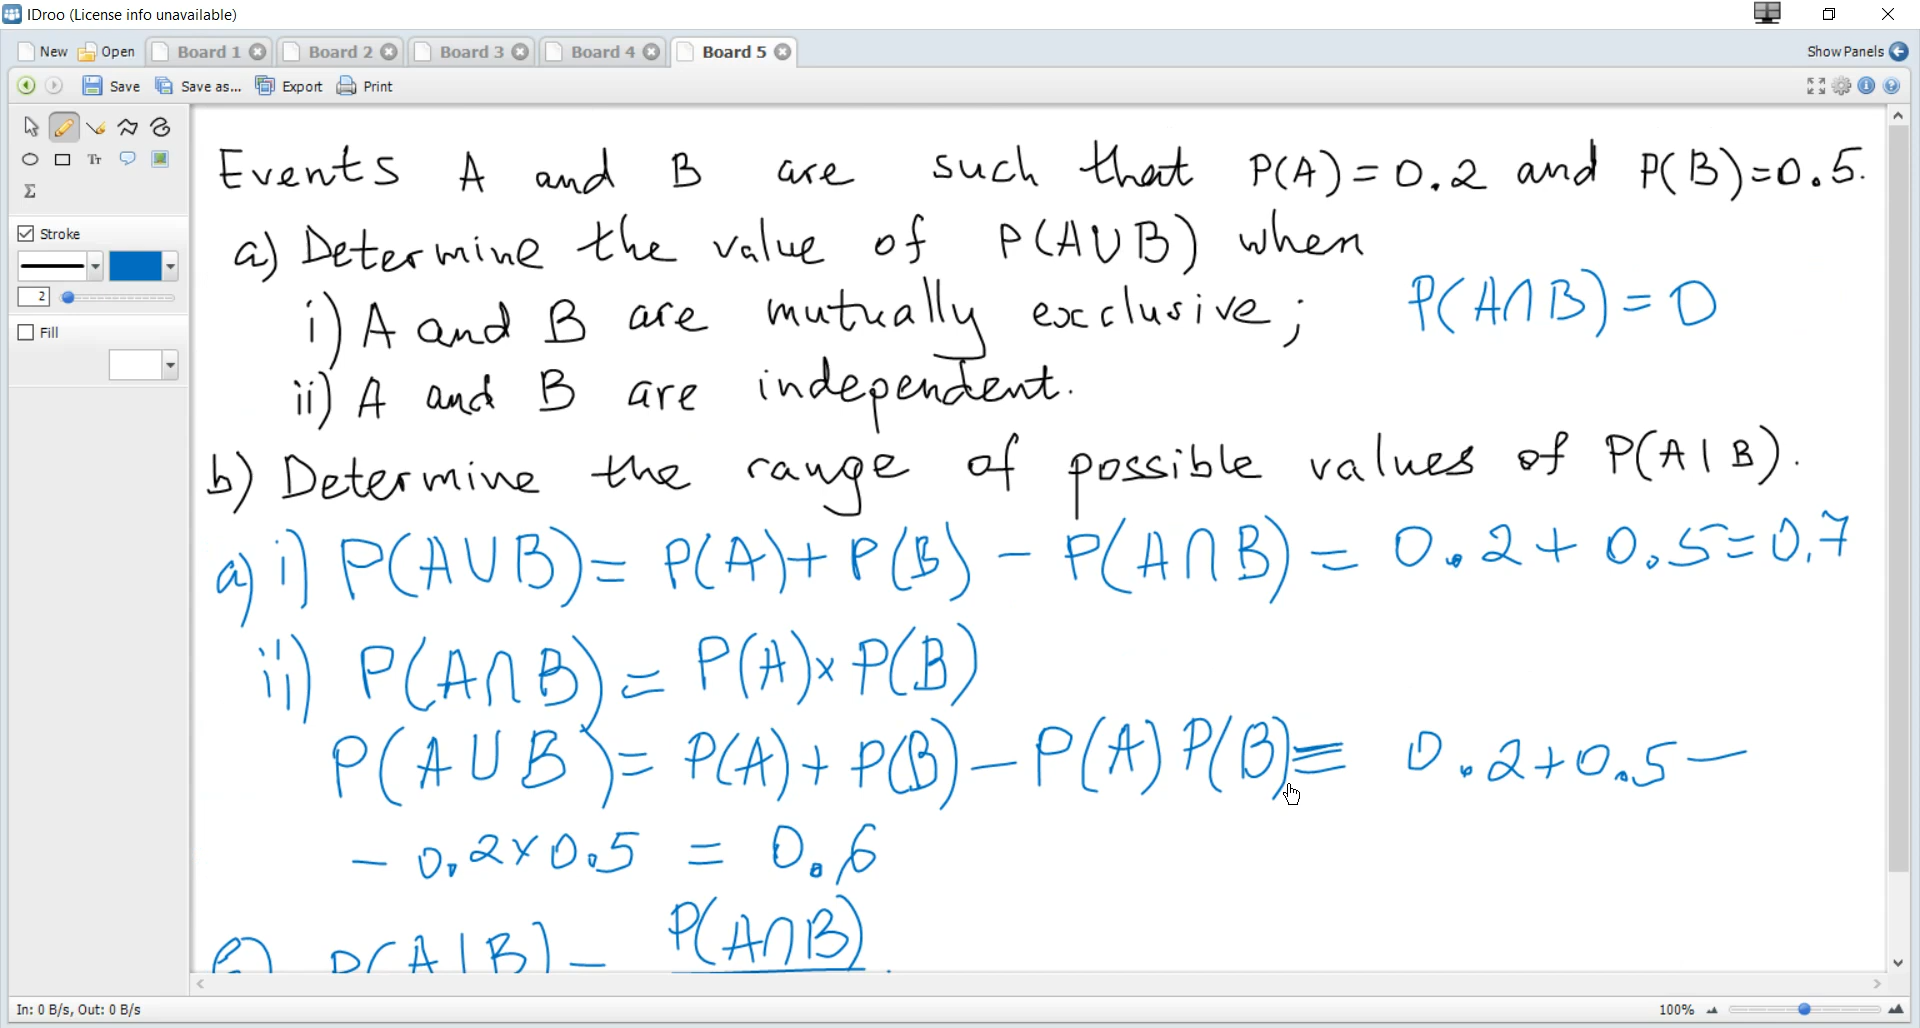 IDroo (License info unavailable)
New Open Board 1 Board 2 Board 3 Board 4 Board 5 Show Panels
Save Save as... Export Print
Tt
Σ
Stroke
2
Fill
Events A and B are such that P(A)=0.2 and P(B)=0.5.
a) Determine the value of P(A∪B) when
i) A and B are mutually exclusive; P(A∩B)=0
ii) A and B are independent.
b) Determine the range of possible values of P(A|B).
a) i) P(A∪B)= P(A)+P(B) - P(A∩B) = 0.2+0.5=0.7
ii) P(A∩B)= P(A)×P(B)
P(A∪B)= P(A)+P(B)-P(A)P(B)= 0.2+0.5-
-0.2×0.5 = 0.6
P(A∩B)
P(A|B)=
In: 0 B/s, Out: 0 B/s 100%